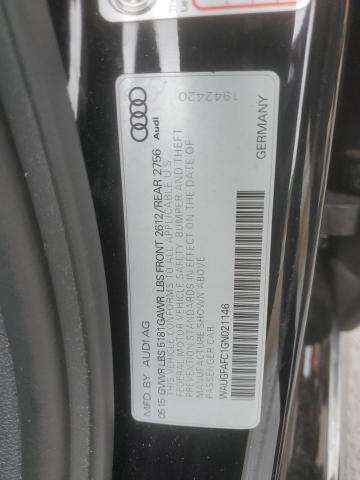 Audi
1942420
MFD. BY AUDI AG
05 15 GVWR LBS 5181 GAWR LBS FRONT 2612/REAR 2756
THIS VEHICLE CONFORMS TO ALL APPLICABLE U.S.
FEDERAL MOTOR VEHICLE SAFETY, BUMPER AND THEFT
PREVENTION STANDARDS IN EFFECT ON THE DATE OF
MANUFACTURE SHOWN ABOVE
PASSENGER CAR
WAUGFAFC1GN021146
GERMANY